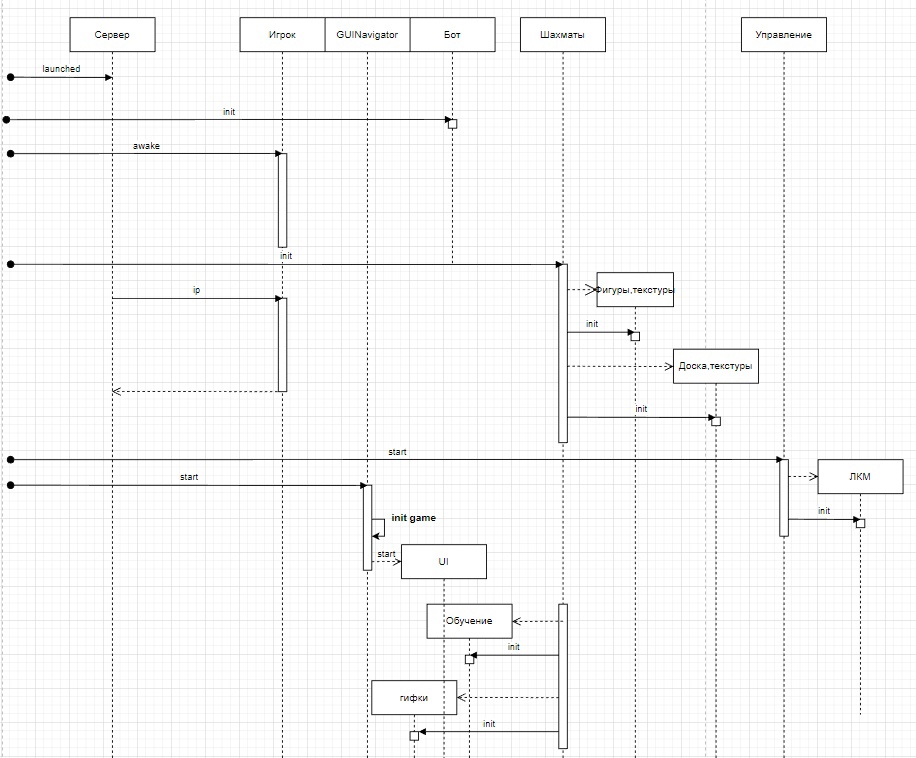 Сервер
Игрок
GUINavigator
Бот
Шахматы
Управление
launched
init
awake
init
ip
Фигуры,текстуры
init
Доска,текстуры
init
start
start
ЛКМ
init
init game
start
UI
Обучение
init
гифки
init